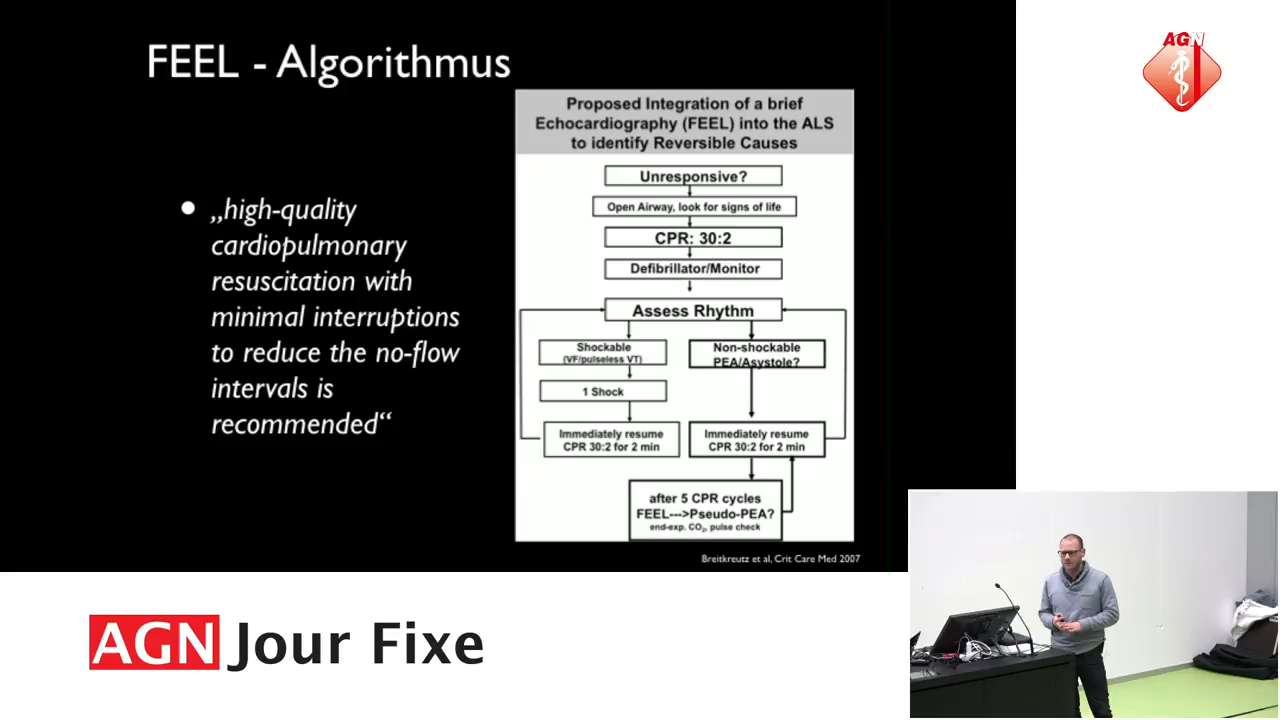 FEEL - Algorithmus
AGN
• „high-quality
cardiopulmonary
resuscitation with
minimal interruptions
to reduce the no-flow
intervals is
recommended“
Proposed Integration of a brief
Echocardiography (FEEL) into the ALS
to identify Reversible Causes
Unresponsive?
Open Airway, look for signs of life
CPR: 30:2
Defibrillator/Monitor
Assess Rhythm
Shockable
(VF/pulseless VT)
1 Shock
Immediately resume
CPR 30:2 for 2 min
Non-shockable
PEA/Asystole?
Immediately resume
CPR 30:2 for 2 min
after 5 CPR cycles
FEEL--->Pseudo-PEA?
end-exp. CO₂, pulse check
Breitkreutz et al, Crit Care Med 2007
AGN Jour Fixe